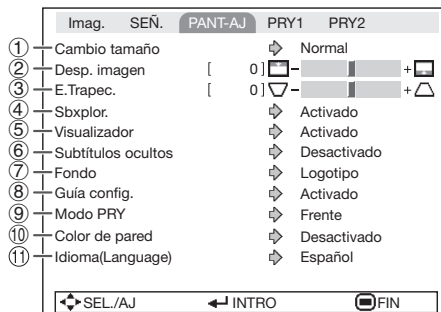 Imag. SEÑ. PANT-AJ PRY1 PRY2
① Cambio tamaño Normal
② Desp. imagen [ 0 ] - +
③ E.Trapec. [ 0 ] - +
④ Sbxplor. Activado
⑤ Visualizador Activado
⑥ Subtítulos ocultos Desactivado
⑦ Fondo Logotipo
⑧ Guía config. Activado
⑨ Modo PRY Frente
⑩ Color de pared Desactivado
⑪ Idioma(Language) Español
SEL./AJ INTRO FIN